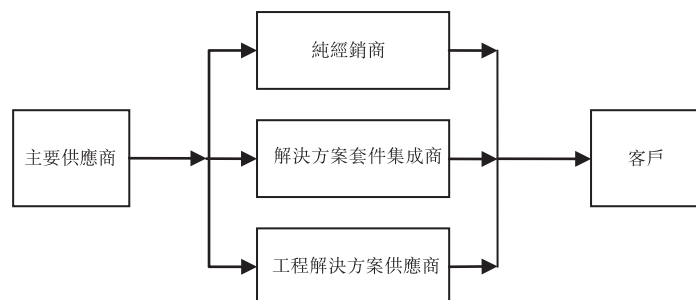 純經銷商
主要供應商
解決方案套件集成商
客戶
工程解決方案供應商